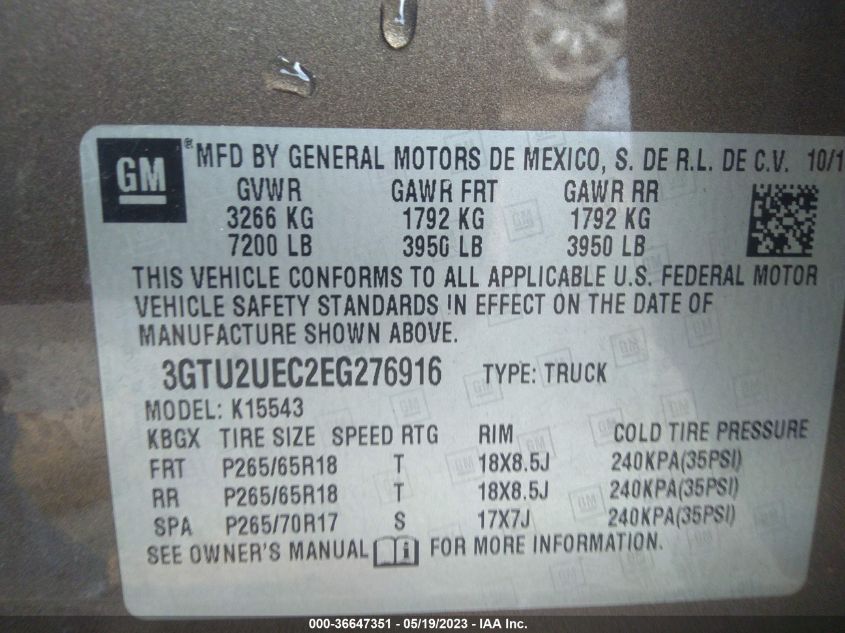 GM ® MFD BY GENERAL MOTORS DE MEXICO, S. DE R.L. DE C.V. 10/1
GVWR GAWR FRT GAWR RR
3266 KG 1792 KG 1792 KG
7200 LB 3950 LB 3950 LB
THIS VEHICLE CONFORMS TO ALL APPLICABLE U.S. FEDERAL MOTOR
VEHICLE SAFETY STANDARDS IN EFFECT ON THE DATE OF
MANUFACTURE SHOWN ABOVE.
3GTU2UEC2EG276916 TYPE: TRUCK
MODEL: K15543
KBGX TIRE SIZE SPEED RTG RIM COLD TIRE PRESSURE
FRT P265/65R18 T 18X8.5J 240KPA(35PSI)
RR P265/65R18 T 18X8.5J 240KPA(35PSI)
SPA P265/70R17 S 17X7J 240KPA(35PSI)
SEE OWNER'S MANUAL i FOR MORE INFORMATION.
000-36647351 - 05/19/2023 - IAA Inc.